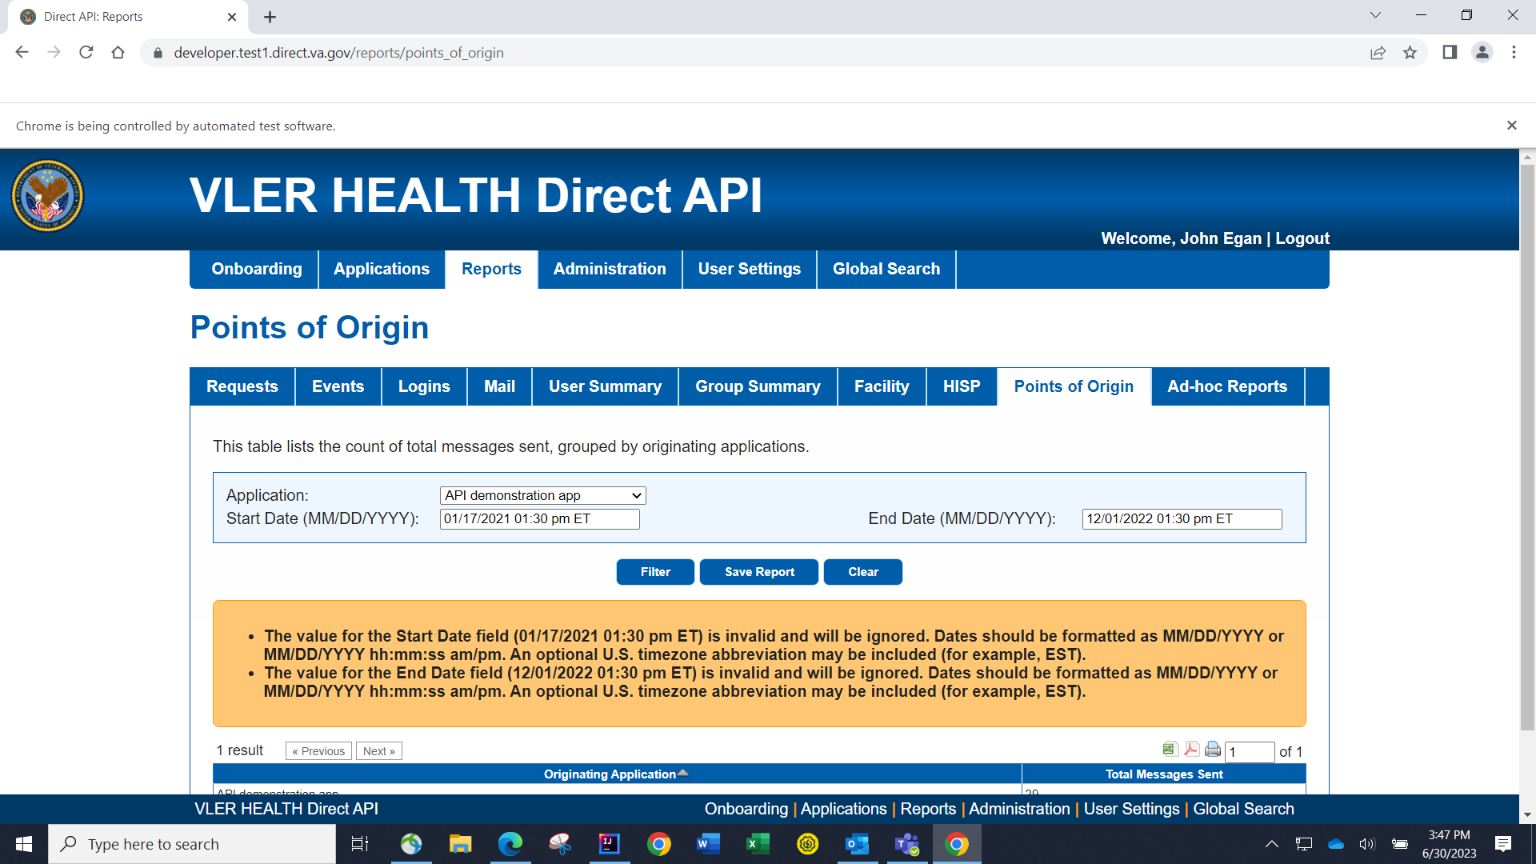 Direct API: Reports
developer.test1.direct.va.gov/reports/points_of_origin
Chrome is being controlled by automated test software.
VLER HEALTH Direct API
Welcome, John Egan | Logout
Onboarding Applications Reports Administration User Settings Global Search
Points of Origin
Requests Events Logins Mail User Summary Group Summary Facility HISP Points of Origin Ad-hoc Reports
This table lists the count of total messages sent, grouped by originating applications.
Application: API demonstration app
Start Date (MM/DD/YYYY): 01/17/2021 01:30 pm ET End Date (MM/DD/YYYY): 12/01/2022 01:30 pm ET
Filter Save Report Clear
• The value for the Start Date field (01/17/2021 01:30 pm ET) is invalid and will be ignored. Dates should be formatted as MM/DD/YYYY or
MM/DD/YYYY hh:mm:ss am/pm. An optional U.S. timezone abbreviation may be included (for example, EST).
• The value for the End Date field (12/01/2022 01:30 pm ET) is invalid and will be ignored. Dates should be formatted as MM/DD/YYYY or
MM/DD/YYYY hh:mm:ss am/pm. An optional U.S. timezone abbreviation may be included (for example, EST).
1 result « Previous Next » 1 of 1
Originating Application Total Messages Sent
API demonstration app
VLER HEALTH Direct API Onboarding | Applications | Reports | Administration | User Settings | Global Search
Type here to search
3:47 PM
6/30/2023